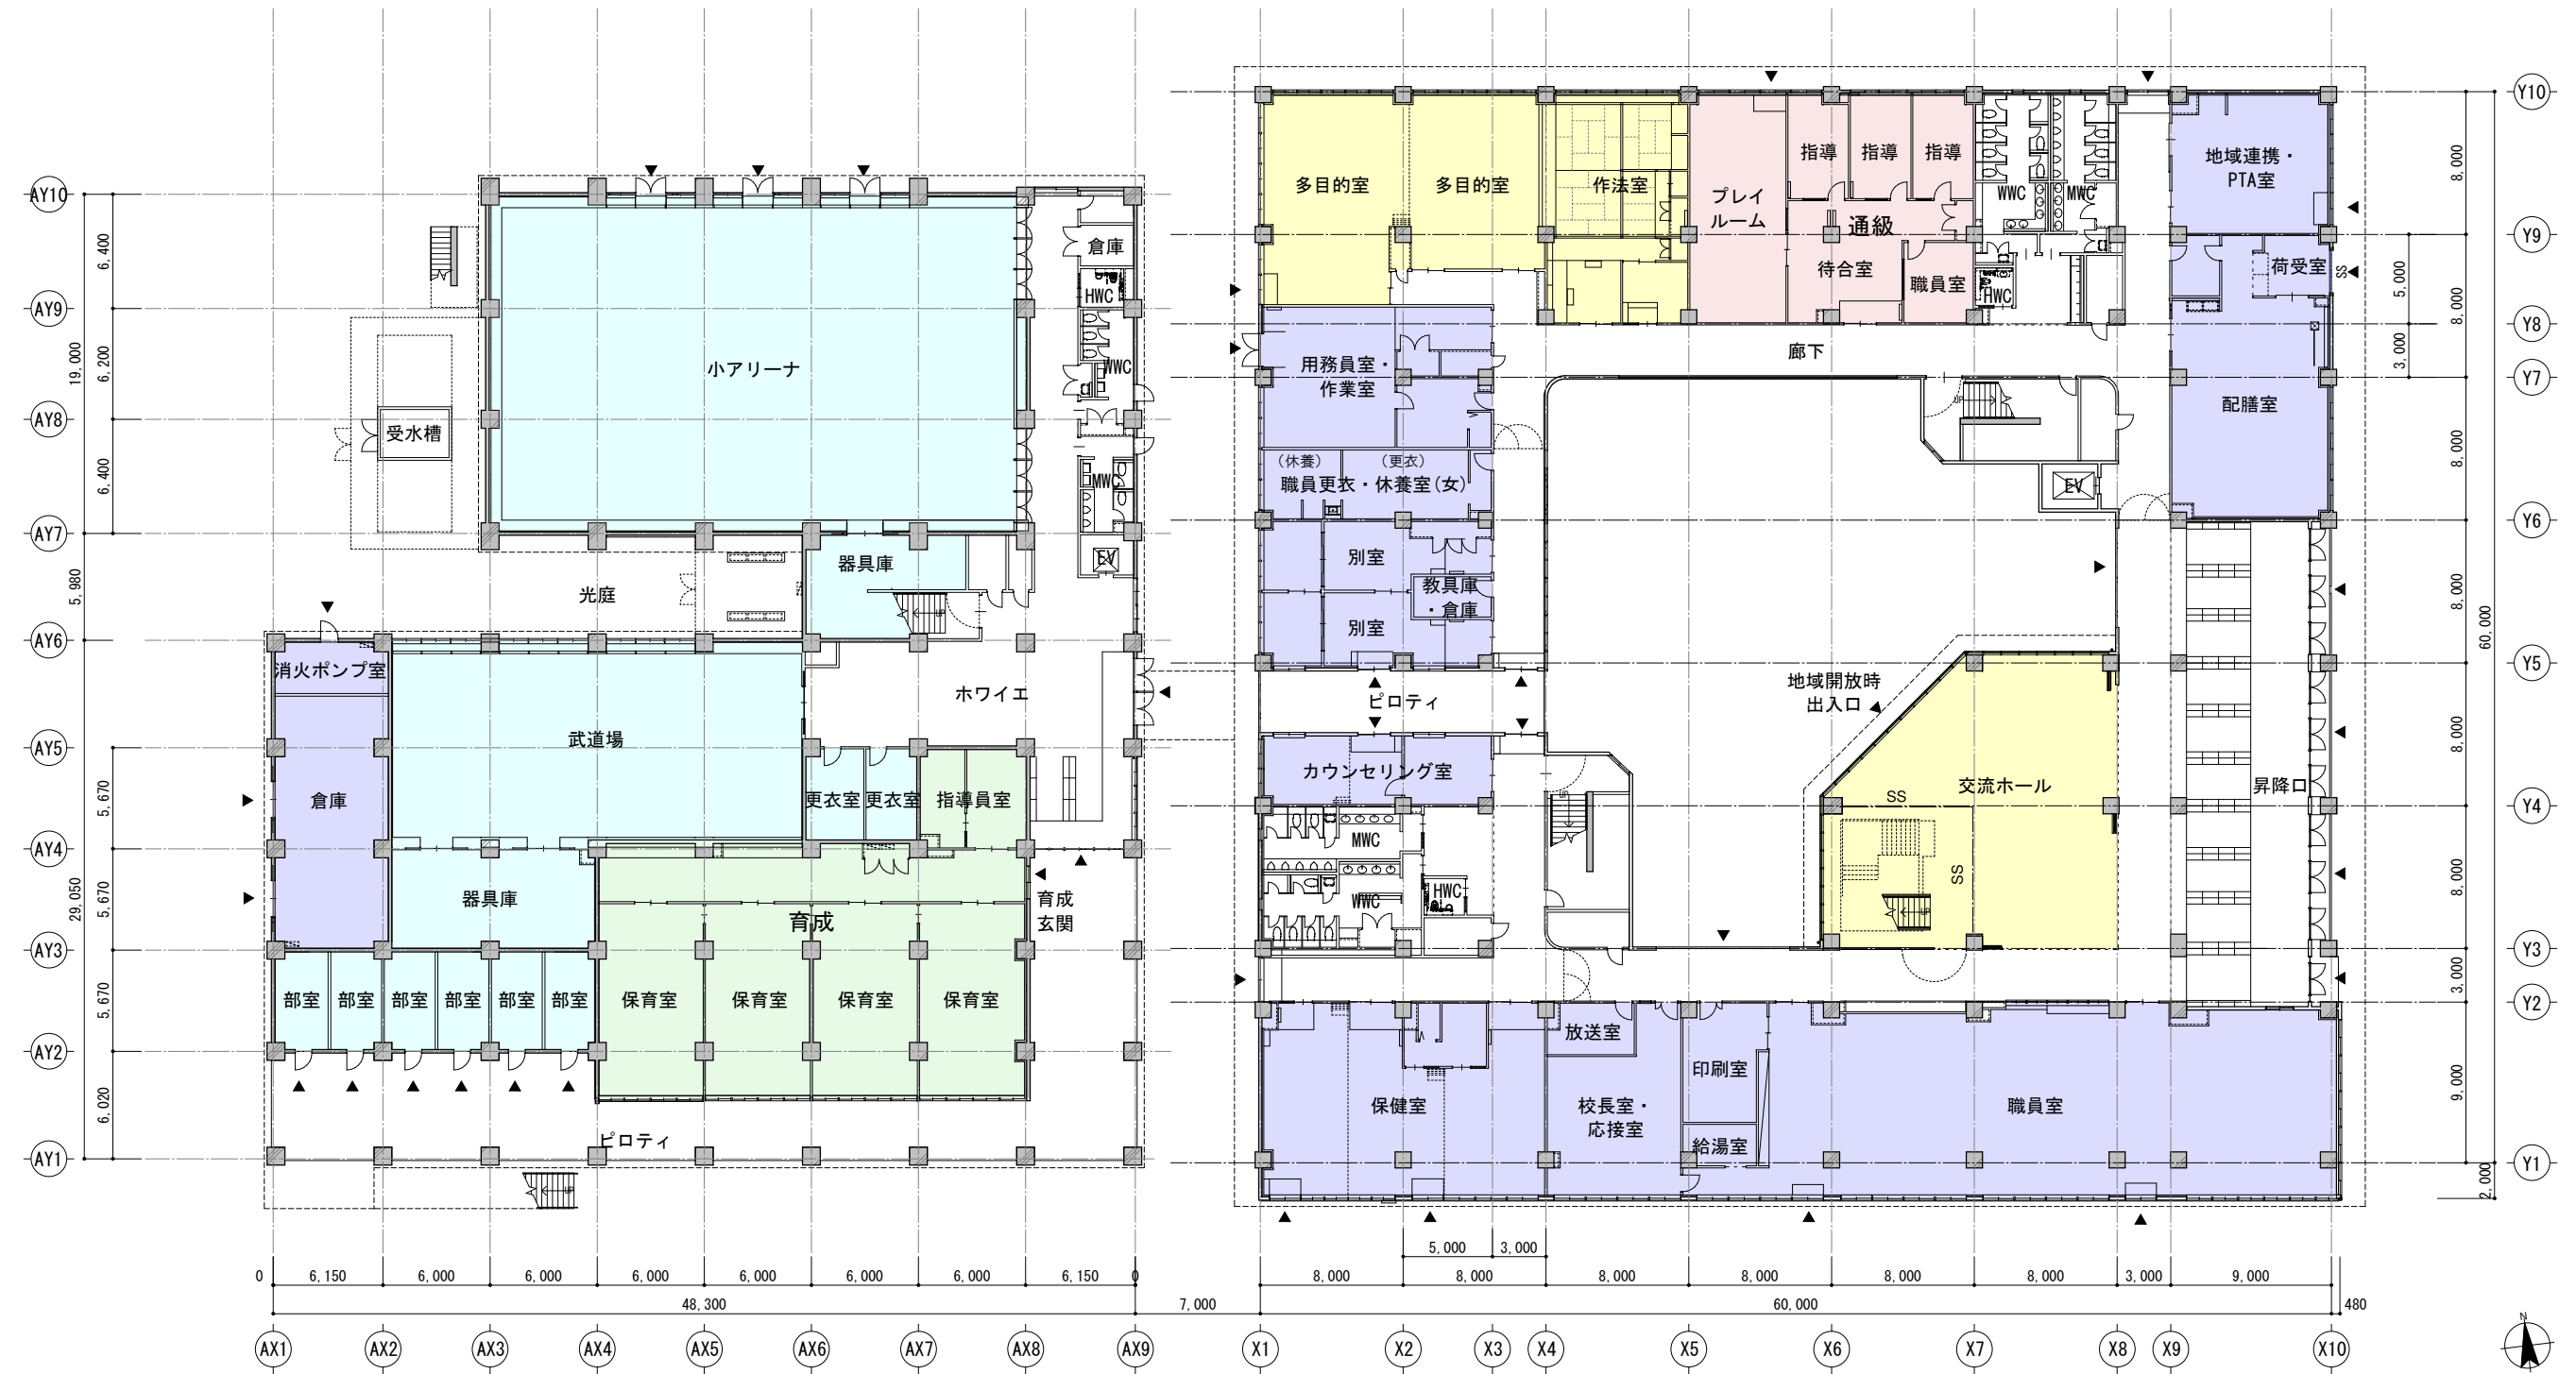 AY10
AY9
AY8
AY7
AY6
AY5
AY4
AY3
AY2
AY1
6,400
6,200
6,400
19,000
5,980
5,670
5,670
5,670
29,050
6,020
小アリーナ
倉庫
HWC
WWC
MWC
EV
受水槽
器具庫
UP
光庭
消火ポンプ室
倉庫
武道場
ホワイエ
更衣室
更衣室
指導員室
器具庫
育成
育成
玄関
部室
部室
部室
部室
部室
部室
保育室
保育室
保育室
保育室
ピロティ
UP
0
6,150
6,000
6,000
6,000
6,000
6,000
6,000
6,150
0
48,300
7,000
AX1
AX2
AX3
AX4
AX5
AX6
AX7
AX8
AX9
多目的室
多目的室
作法室
プレイ
ルーム
指導
指導
指導
通級
待合室
職員室
WWC
MWC
HWC
地域連携・
PTA室
荷受室
SS
配膳室
廊下
用務員室・
作業室
(休養)
(更衣)
職員更衣・休養室(女)
別室
別室
教具庫
・倉庫
UP
EV
ピロティ
カウンセリング室
MWC
WWC
HWC
UP
地域開放時
出入口
交流ホール
SS
SS
UP
昇降口
保健室
放送室
校長室・
応接室
印刷室
給湯室
職員室
Y10
Y9
Y8
Y7
Y6
Y5
Y4
Y3
Y2
Y1
8,000
5,000
8,000
3,000
8,000
8,000
60,000
8,000
8,000
3,000
9,000
2,000
5,000
3,000
8,000
8,000
8,000
8,000
8,000
8,000
3,000
9,000
60,000
480
X1
X2
X3
X4
X5
X6
X7
X8
X9
X10
N